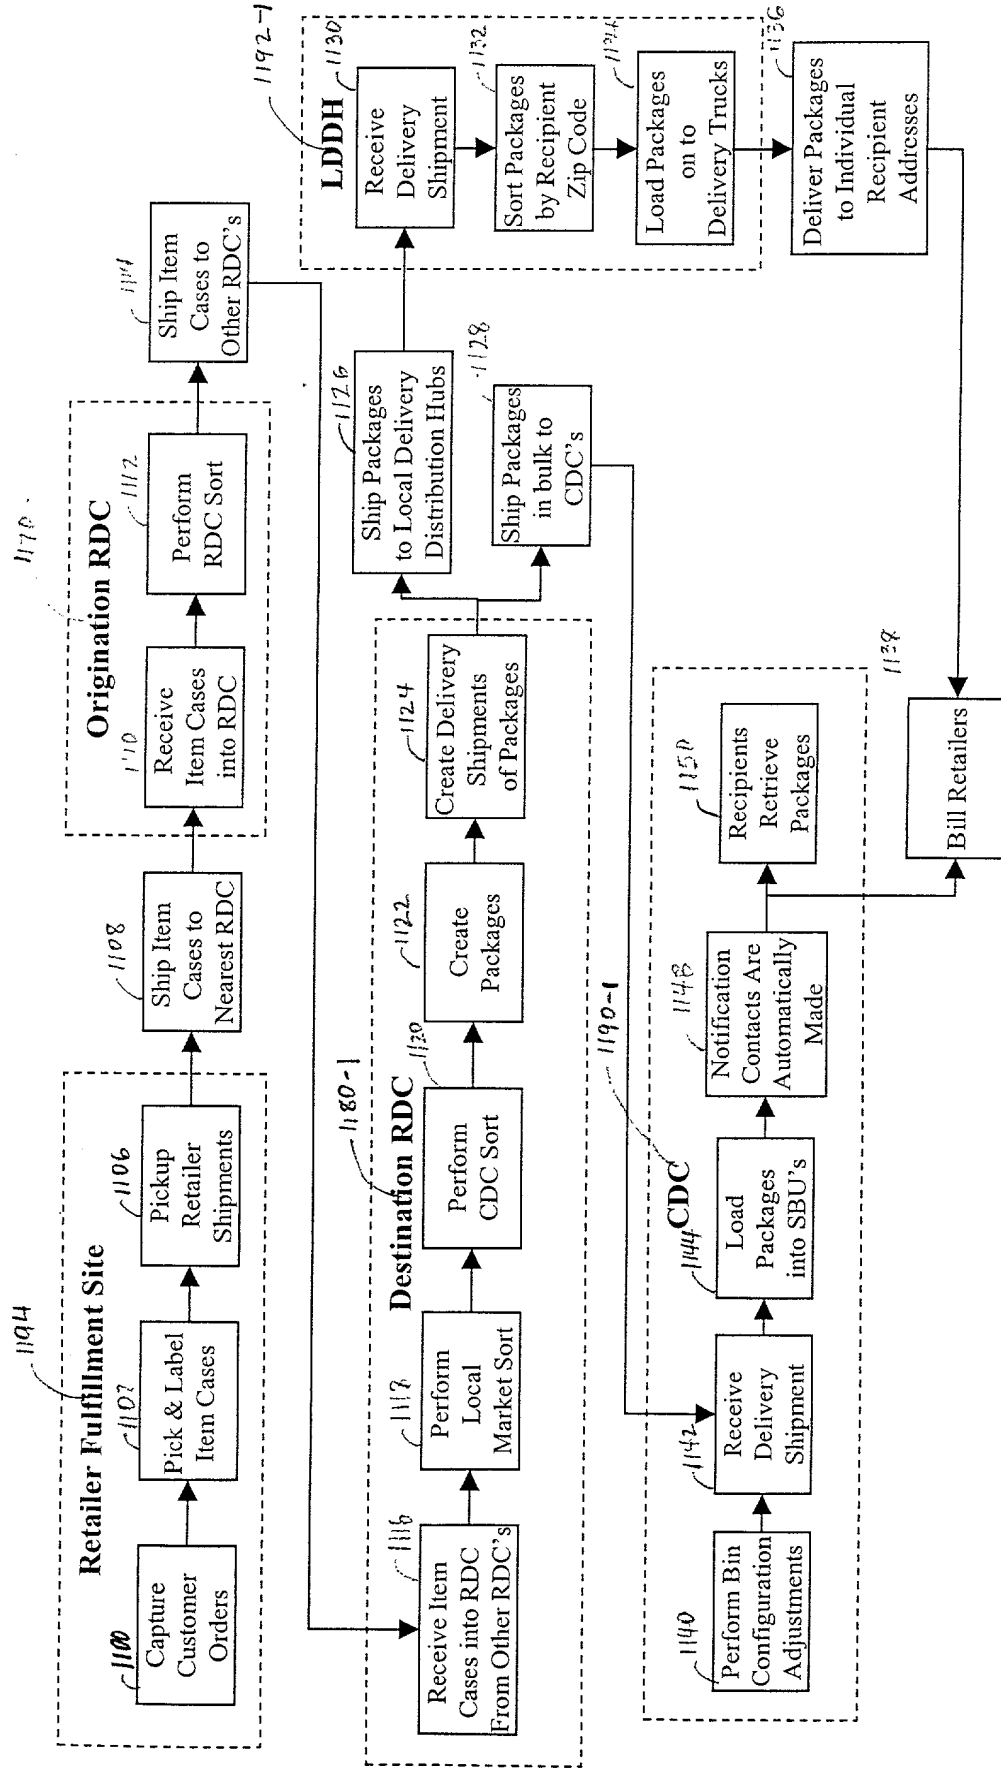 1194
Retailer Fulfillment Site
1100
Capture
Customer
Orders
1102
Pick & Label
Item Cases
1106
Pickup
Retailer
Shipments
1108
Ship Item
Cases to
Nearest RDC
1170
Origination RDC
1110
Receive
Item Cases
into RDC
1112
Perform
RDC Sort
1114
Ship Item
Cases to
Other RDC's
1180-1
Destination RDC
1116
Receive Item
Cases into RDC
From Other RDC's
1118
Perform
Local
Market Sort
1120
Perform
CDC Sort
1122
Create
Packages
1124
Create Delivery
Shipments
of Packages
1126
Ship Packages
to Local Delivery
Distribution Hubs
1128
Ship Packages
in bulk to
CDC's
1192-1
LDDH
1130
Receive
Delivery
Shipment
1132
Sort Packages
by Recipient
Zip Code
1134
Load Packages
on to
Delivery Trucks
1136
Deliver Packages
to Individual
Recipient
Addresses
1190-1
CDC
1140
Perform Bin
Configuration
Adjustments
1142
Receive
Delivery
Shipment
1144
Load
Packages
into SBU's
1148
Notification
Contacts Are
Automatically
Made
1150
Recipients
Retrieve
Packages
1138
Bill Retailers